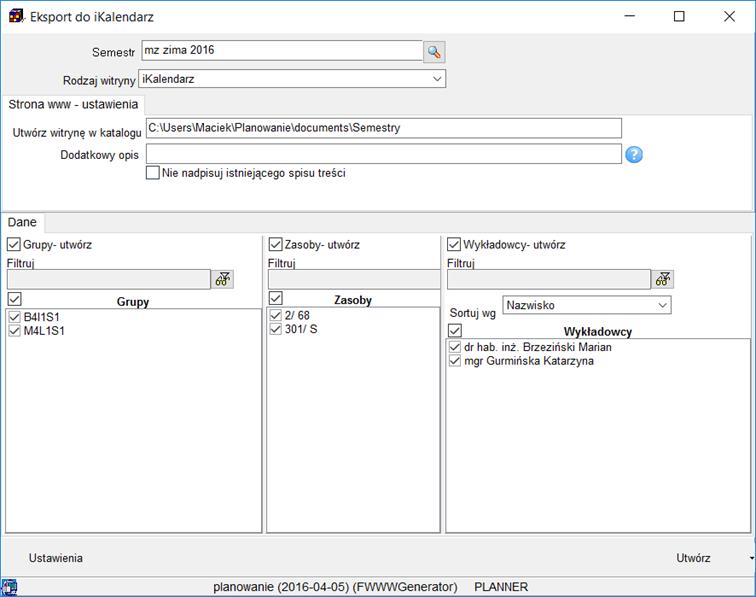 Eksport do iKalendarz
Semestr mz zima 2016
Rodzaj witryny iKalendarz
Strona www - ustawienia
Utwórz witrynę w katalogu C:\Users\Maciek\Planowanie\documents\Semestry
Dodatkowy opis
Nie nadpisuj istniejącego spisu treści
Dane
Grupy- utwórz Zasoby- utwórz Wykładowcy- utwórz
Filtruj Filtruj Filtruj
Grupy Zasoby
Sortuj wg Nazwisko
Wykładowcy
B4I1S1 2/ 68
M4L1S1 301/ S
dr hab. inż. Brzeziński Marian
mgr Gurmińska Katarzyna
Ustawienia Utwórz
planowanie (2016-04-05) (FWWWGenerator) PLANNER